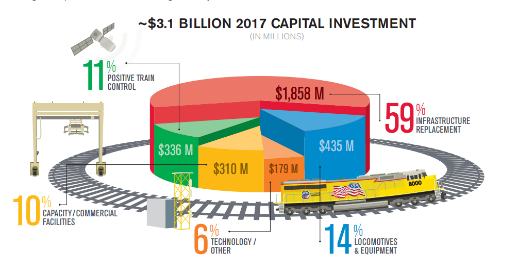 ~$3.1 BILLION 2017 CAPITAL INVESTMENT
(IN MILLIONS)
11%
POSITIVE TRAIN
CONTROL
$1,858 M
59%
INFRASTRUCTURE
REPLACEMENT
$336 M
$435 M
$310 M
$179 M
10%
CAPACITY/COMMERCIAL
FACILITIES
6%
TECHNOLOGY /
OTHER
14%
LOCOMOTIVES
& EQUIPMENT
8000